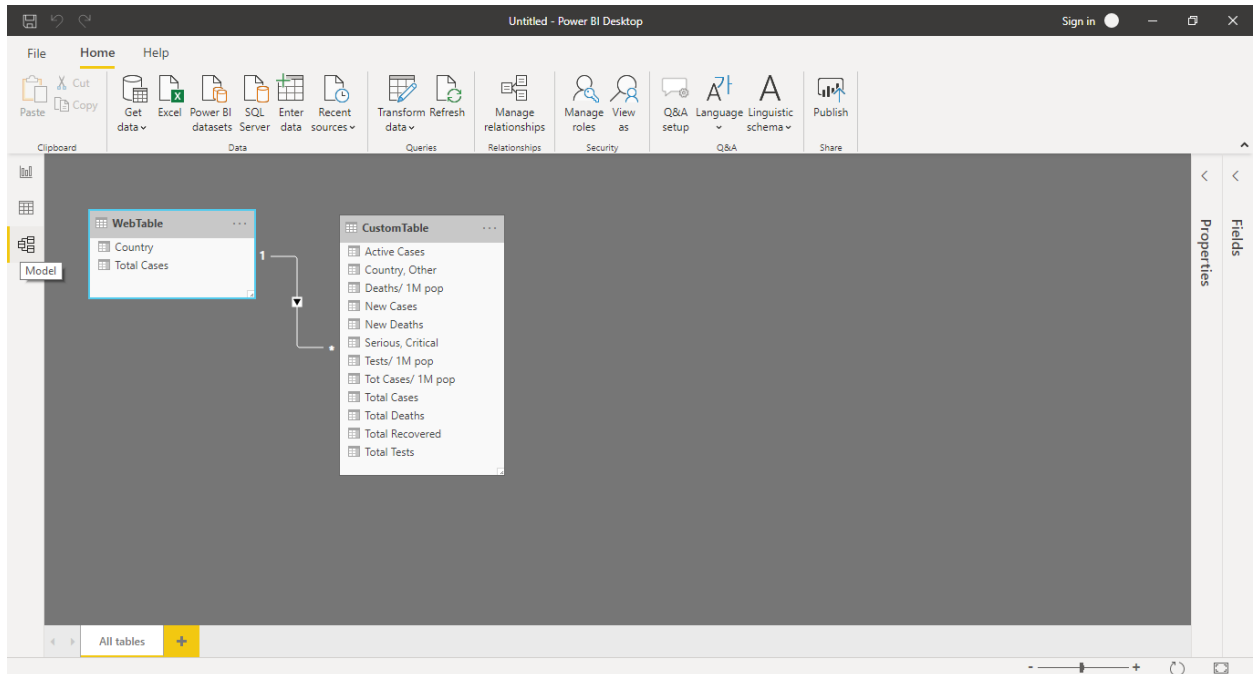 Untitled - Power BI Desktop
Sign in
File Home Help
Paste
Cut
Copy
Get data
Excel
Power BI datasets
SQL Server
Enter data
Recent sources
Transform data
Refresh
Manage relationships
Manage roles
View as
Q&A setup
Language
Linguistic schema
Publish
Clipboard
Data
Queries
Relationships
Security
Q&A
Share
Model
WebTable
Country
Total Cases
1
*
CustomTable
Active Cases
Country, Other
Deaths/ 1M pop
New Cases
New Deaths
Serious, Critical
Tests/ 1M pop
Tot Cases/ 1M pop
Total Cases
Total Deaths
Total Recovered
Total Tests
Properties
Fields
All tables
+
- +